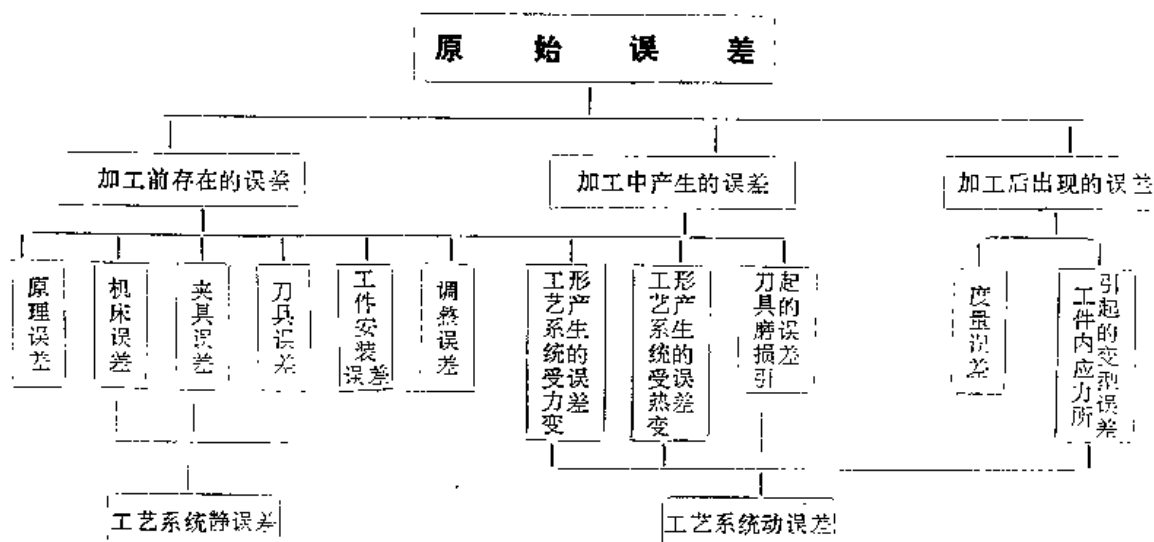 原始误差
加工前存在的误差
加工中产生的误差
加工后出现的误差
原理误差
机床误差
夹具误差
刀具误差
工件安装误差
调整误差
工艺系统受力变
形产生的误差
工艺系统受热变
形产生的误差
刀具磨损引
起的误差
度量误差
工件内应力所
引起的变型误差
工艺系统静误差
工艺系统动误差